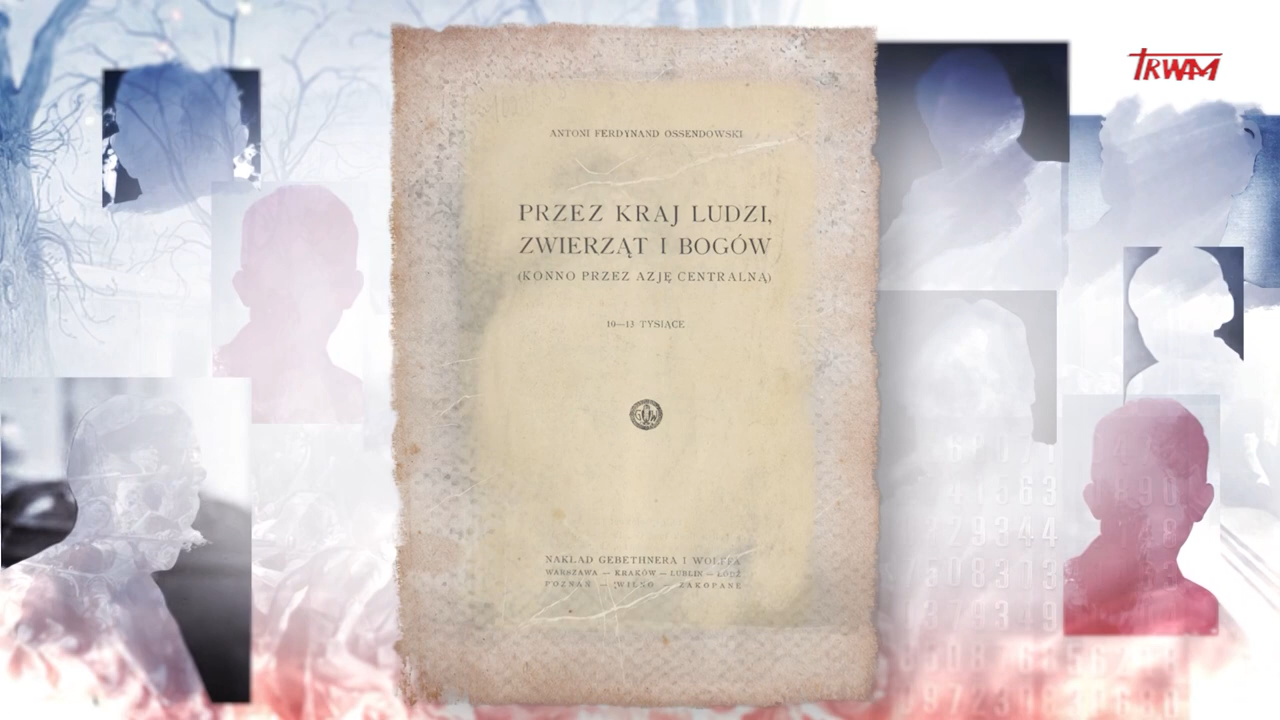 TRWAM
ANTONI FERDYNAND OSSENDOWSKI
PRZEZ KRAJ LUDZI,
ZWIERZĄT I BOGÓW
(KONNO PRZEZ AZJĘ CENTRALNĄ)
10—13 TYSIĄCE
G W
NAKŁAD GEBETHNERA I WOLFFA
WARSZAWA — KRAKÓW — LUBLIN — ŁÓDŹ
POZNAŃ — WILNO — ZAKOPANE